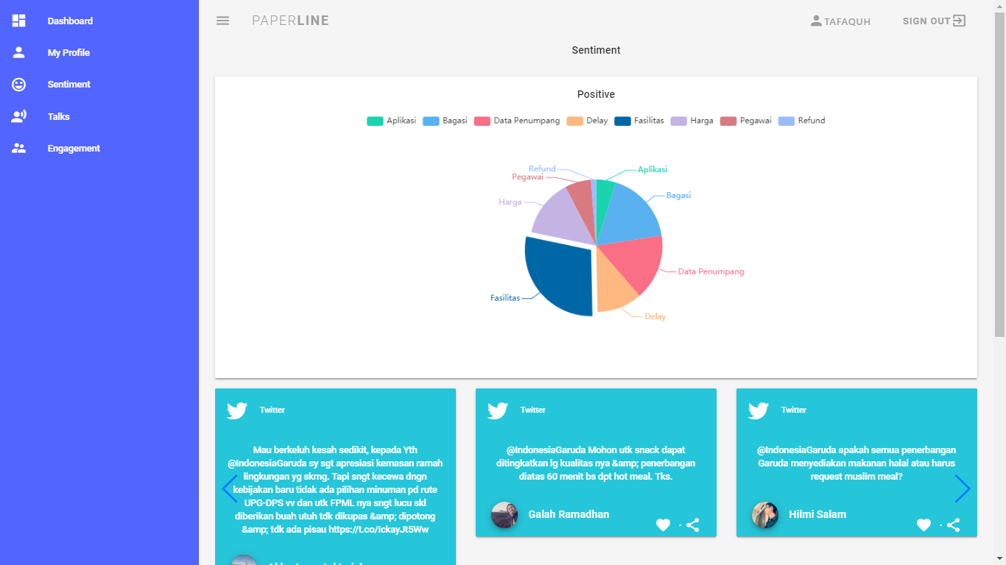 Dashboard
My Profile
Sentiment
Talks
Engagement
PAPERLINE
TAFAQUH
SIGN OUT
Sentiment
Positive
Aplikasi Bagasi Data Penumpang Delay Fasilitas Harga Pegawai Refund
Refund
Aplikasi
Pegawai
Bagasi
Harga
Data Penumpang
Fasilitas
Delay
Twitter
Mau berkeluh kesah sedikit, kepada Yth
@IndonesiaGaruda sy sgt apresiasi kemasan ramah
lingkungan yg skrng. Tapi sngt kecewa dngn
kebijakan baru tidak ada pilihan minuman pd rute
UPG-DPS vv dan utk FPML nya sngt lucu skl
diberikan buah utuh tdk dikupas &amp; dipotong
&amp; tdk ada pisau https://t.co/IckayJt5Ww
Twitter
@IndonesiaGaruda Mohon utk snack dapat
ditingkatkan lg kualitas nya &amp; penerbangan
diatas 60 menit bs dpt hot meal. Tks.
Galah Ramadhan
Twitter
@IndonesiaGaruda apakah semua penerbangan
Garuda menyediakan makanan halal atau harus
request muslim meal?
Hilmi Salam